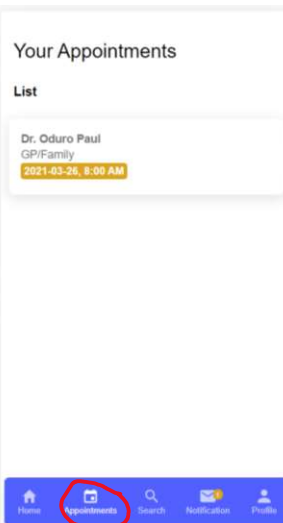 Your Appointments
List
Dr. Oduro Paul
GP/Family
2021-03-26, 8:00 AM
Home Appointments Search Notification Profile